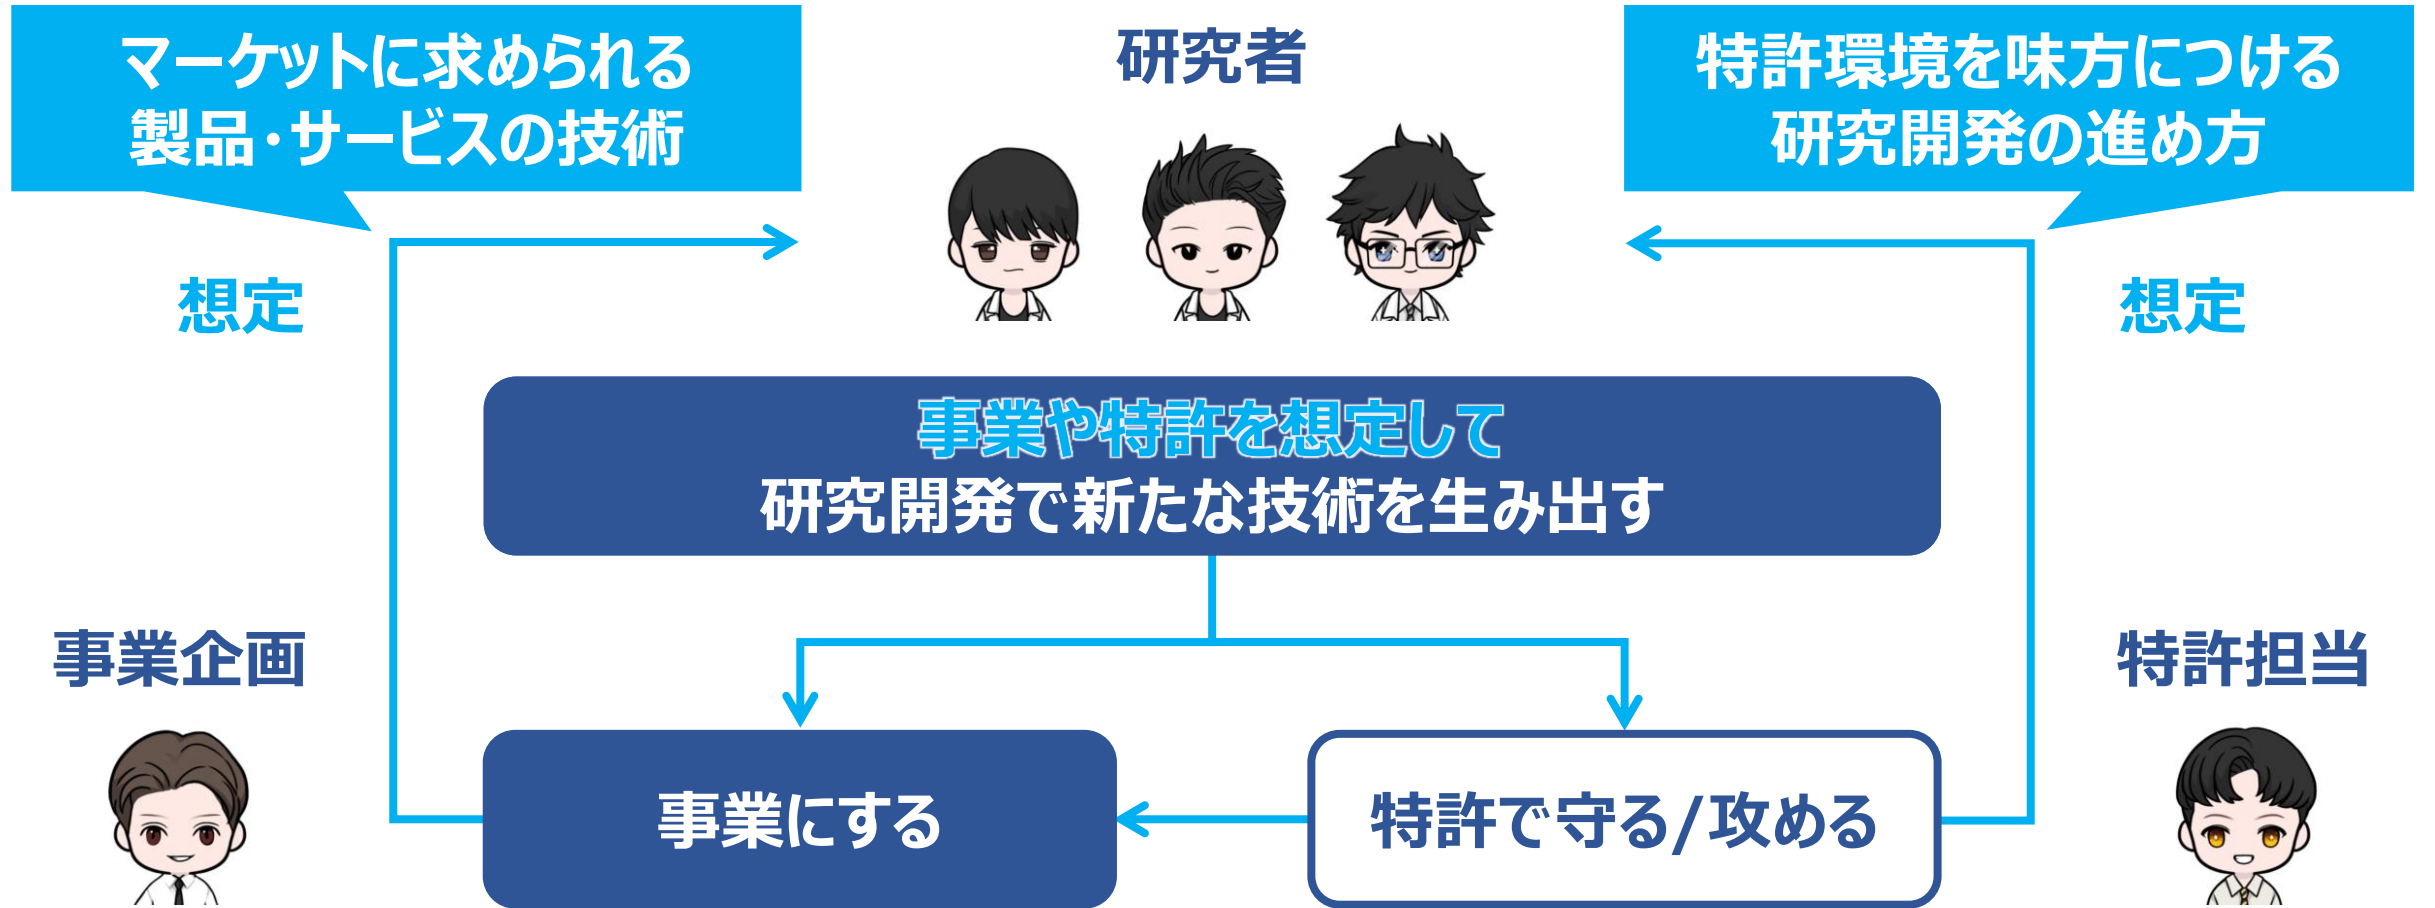 マーケットに求められる
製品・サービスの技術
研究者
特許環境を味方につける
研究開発の進め方
想定
想定
事業や特許を想定して
研究開発で新たな技術を生み出す
事業企画
特許担当
事業にする
特許で守る/攻める